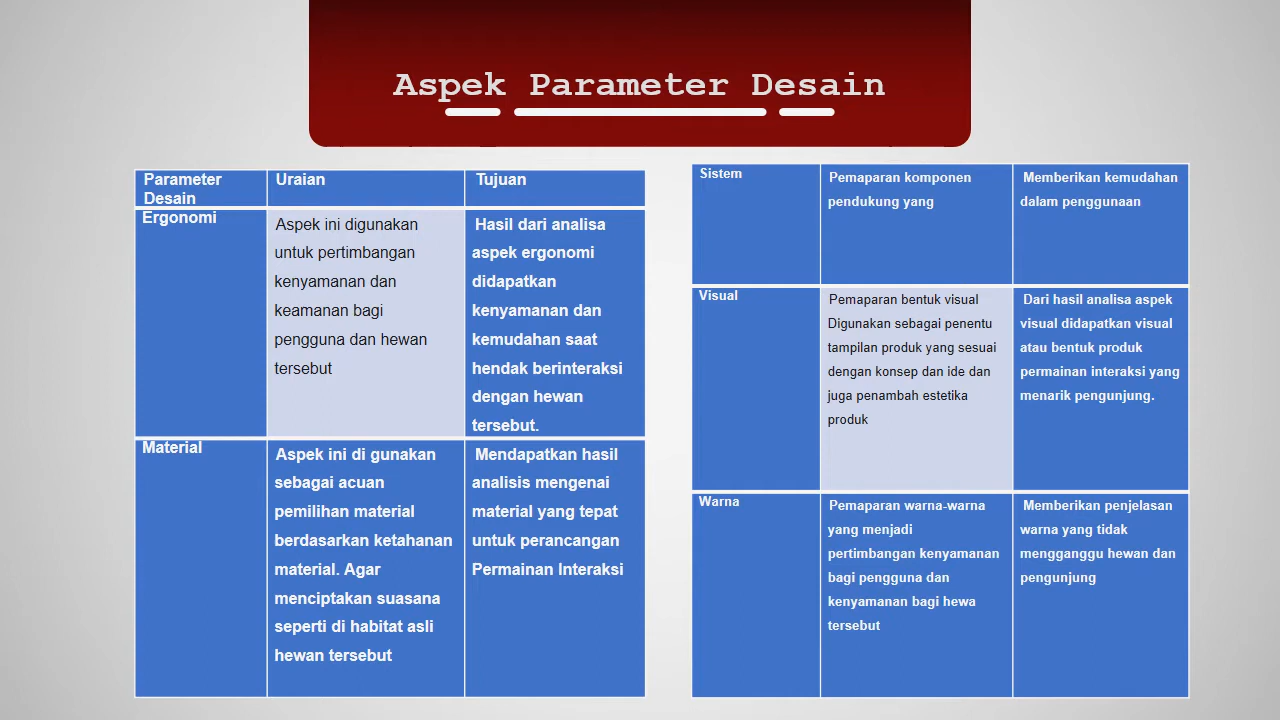 Aspek Parameter Desain
Parameter
Desain
Uraian
Tujuan
Ergonomi
Aspek ini digunakan
untuk pertimbangan
kenyamanan dan
keamanan bagi
pengguna dan hewan
tersebut
Hasil dari analisa
aspek ergonomi
didapatkan
kenyamanan dan
kemudahan saat
hendak berinteraksi
dengan hewan
tersebut.
Material
Aspek ini di gunakan
sebagai acuan
pemilihan material
berdasarkan ketahanan
material. Agar
menciptakan suasana
seperti di habitat asli
hewan tersebut
Mendapatkan hasil
analisis mengenai
material yang tepat
untuk perancangan
Permainan Interaksi
Sistem
Pemaparan komponen
pendukung yang
Memberikan kemudahan
dalam penggunaan
Visual
Pemaparan bentuk visual
Digunakan sebagai penentu
tampilan produk yang sesuai
dengan konsep dan ide dan
juga penambah estetika
produk
Dari hasil analisa aspek
visual didapatkan visual
atau bentuk produk
permainan interaksi yang
menarik pengunjung.
Warna
Pemaparan warna-warna
yang menjadi
pertimbangan kenyamanan
bagi pengguna dan
kenyamanan bagi hewa
tersebut
Memberikan penjelasan
warna yang tidak
mengganggu hewan dan
pengunjung